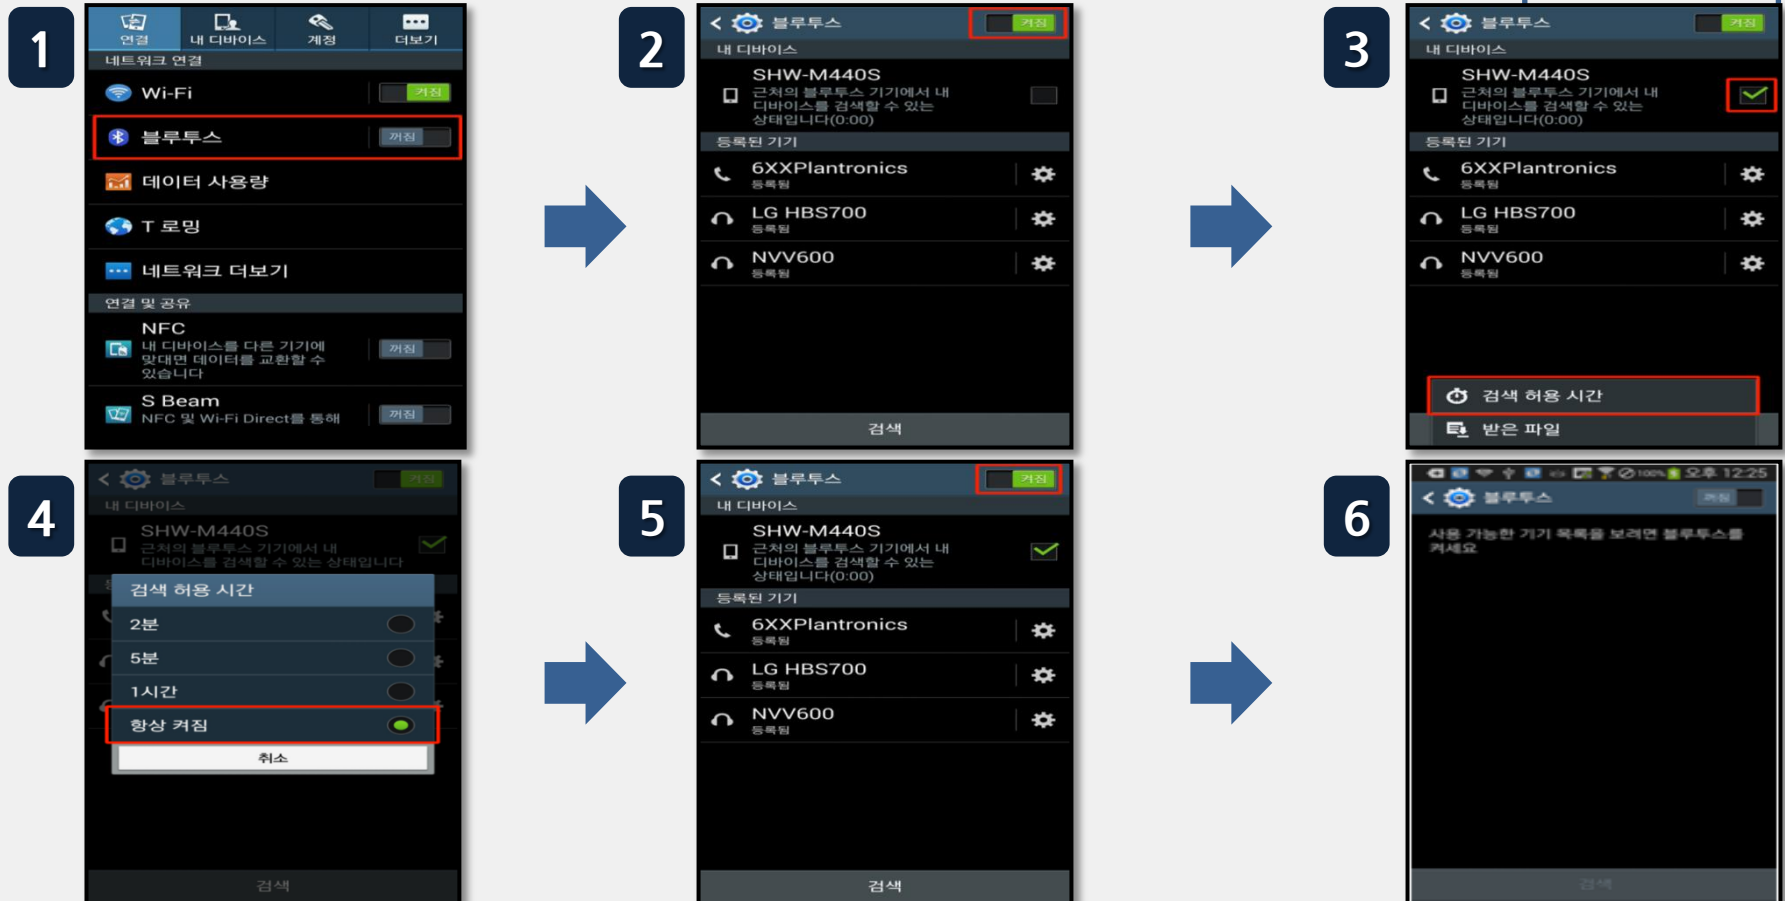 1
연결
내 디바이스
계정
더보기
네트워크 연결
Wi-Fi
켜짐
블루투스
꺼짐
데이터 사용량
T 로밍
네트워크 더보기
연결 및 공유
NFC
내 디바이스를 다른 기기에
맞대면 데이터를 교환할 수
있습니다
꺼짐
S Beam
NFC 및 Wi-Fi Direct를 통해
꺼짐
2
블루투스
켜짐
내 디바이스
SHW-M440S
근처의 블루투스 기기에서 내
디바이스를 검색할 수 있는
상태입니다(0:00)
등록된 기기
6XXPlantronics
등록됨
LG HBS700
등록됨
NVV600
등록됨
검색
3
블루투스
켜짐
내 디바이스
SHW-M440S
근처의 블루투스 기기에서 내
디바이스를 검색할 수 있는
상태입니다(0:00)
등록된 기기
6XXPlantronics
등록됨
LG HBS700
등록됨
NVV600
등록됨
검색 허용 시간
받은 파일
4
블루투스
켜짐
내 디바이스
SHW-M440S
근처의 블루투스 기기에서 내
디바이스를 검색할 수 있는 상태입니다
검색 허용 시간
2분
5분
1시간
항상 켜짐
취소
검색
5
블루투스
켜짐
내 디바이스
SHW-M440S
근처의 블루투스 기기에서 내
디바이스를 검색할 수 있는
상태입니다(0:00)
등록된 기기
6XXPlantronics
등록됨
LG HBS700
등록됨
NVV600
등록됨
검색
6
100% 오후 12:25
블루투스
꺼짐
사용 가능한 기기 목록을 보려면 블루투스를
켜세요
검색